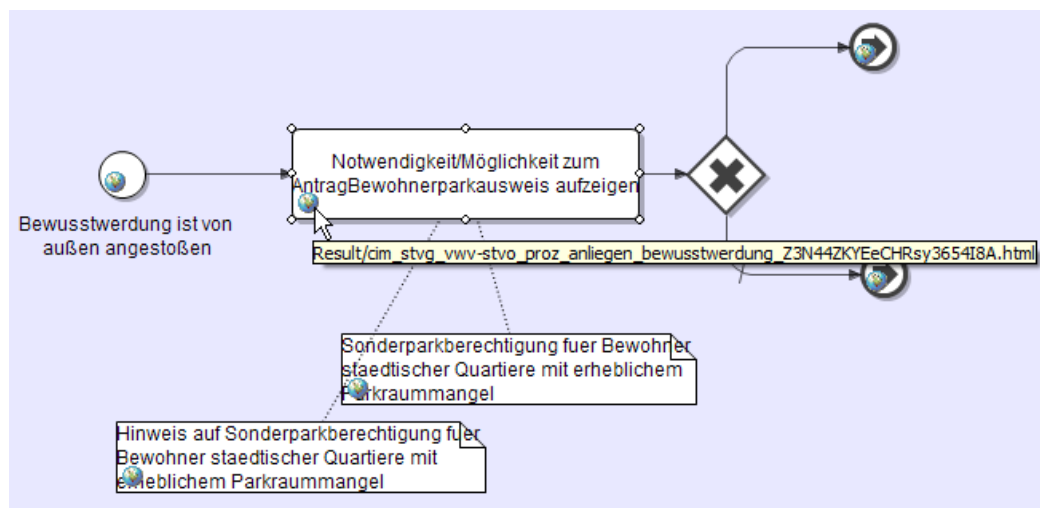 Notwendigkeit/Möglichkeit zum
AntragBewohnerparkausweis aufzeigen
Bewusstwerdung ist von
außen angestoßen
Result/cim_stvg_vwv-stvo_proz_anliegen_bewusstwerdung_Z3N44ZKYEeCHRsy3654I8A.html
Sonderparkberechtigung fuer Bewohner
staedtischer Quartiere mit erheblichem
Parkraummangel
Hinweis auf Sonderparkberechtigung fuer
Bewohner staedtischer Quartiere mit
erheblichem Parkraummangel